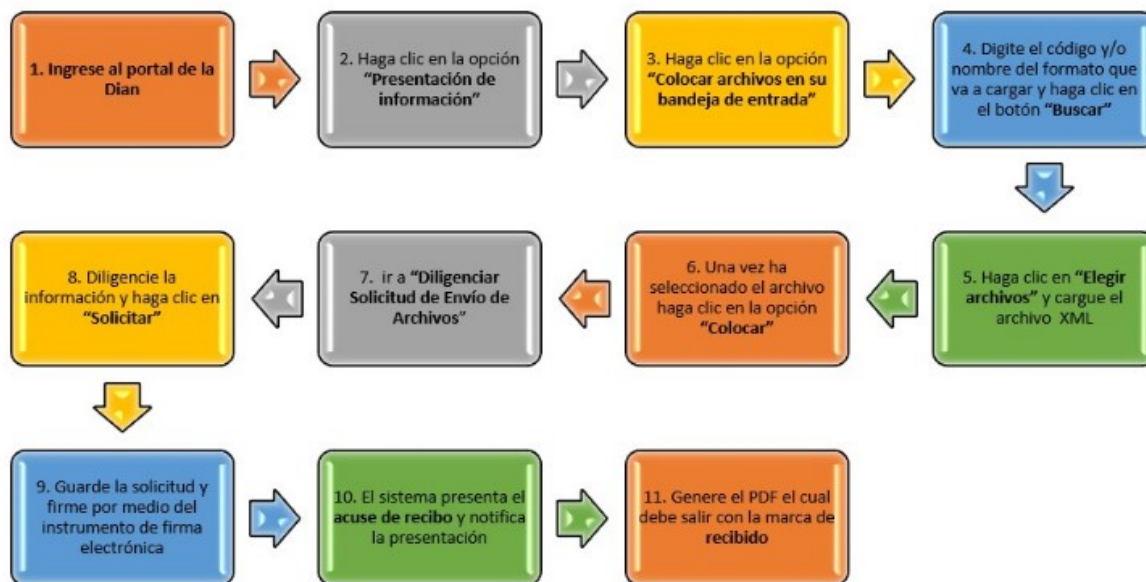 1. Ingrese al portal de la
Dian
2. Haga clic en la opción
“Presentación de
información”
3. Haga clic en la opción
“Colocar archivos en su
bandeja de entrada”
4. Digite el código y/o
nombre del formato que
va a cargar y haga clic en
el botón “Buscar”
5. Haga clic en “Elegir
archivos” y cargue el
archivo XML
6. Una vez ha
seleccionado el archivo
haga clic en la opción
“Colocar”
7. ir a “Diligenciar
Solicitud de Envío de
Archivos”
8. Diligencie la
información y haga clic en
“Solicitar”
9. Guarde la solicitud y
firme por medio del
instrumento de firma
electrónica
10. El sistema presenta el
acuse de recibo y notifica
la presentación
11. Genere el PDF el cual
debe salir con la marca de
recibido